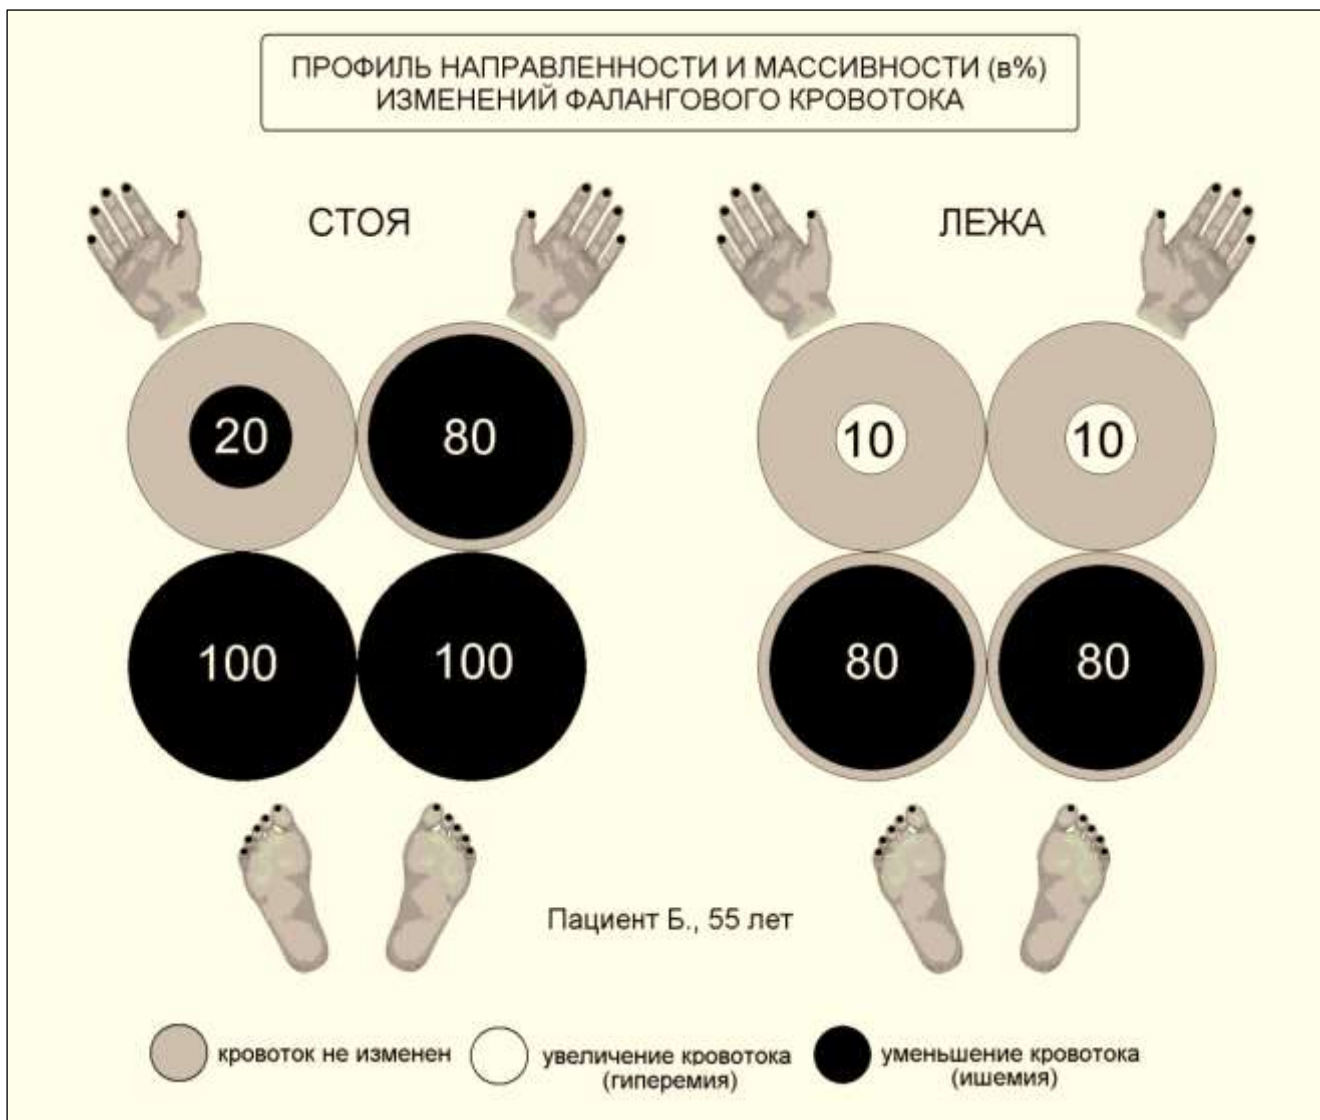 ПРОФИЛЬ НАПРАВЛЕННОСТИ И МАССИВНОСТИ (в%)
ИЗМЕНЕНИЙ ФАЛАНГОВОГО КРОВОТОКА
СТОЯ
ЛЕЖА
20
80
10
10
100
100
80
80
Пациент Б., 55 лет
кровоток не изменен
увеличение кровотока
(гиперемия)
уменьшение кровотока
(ишемия)